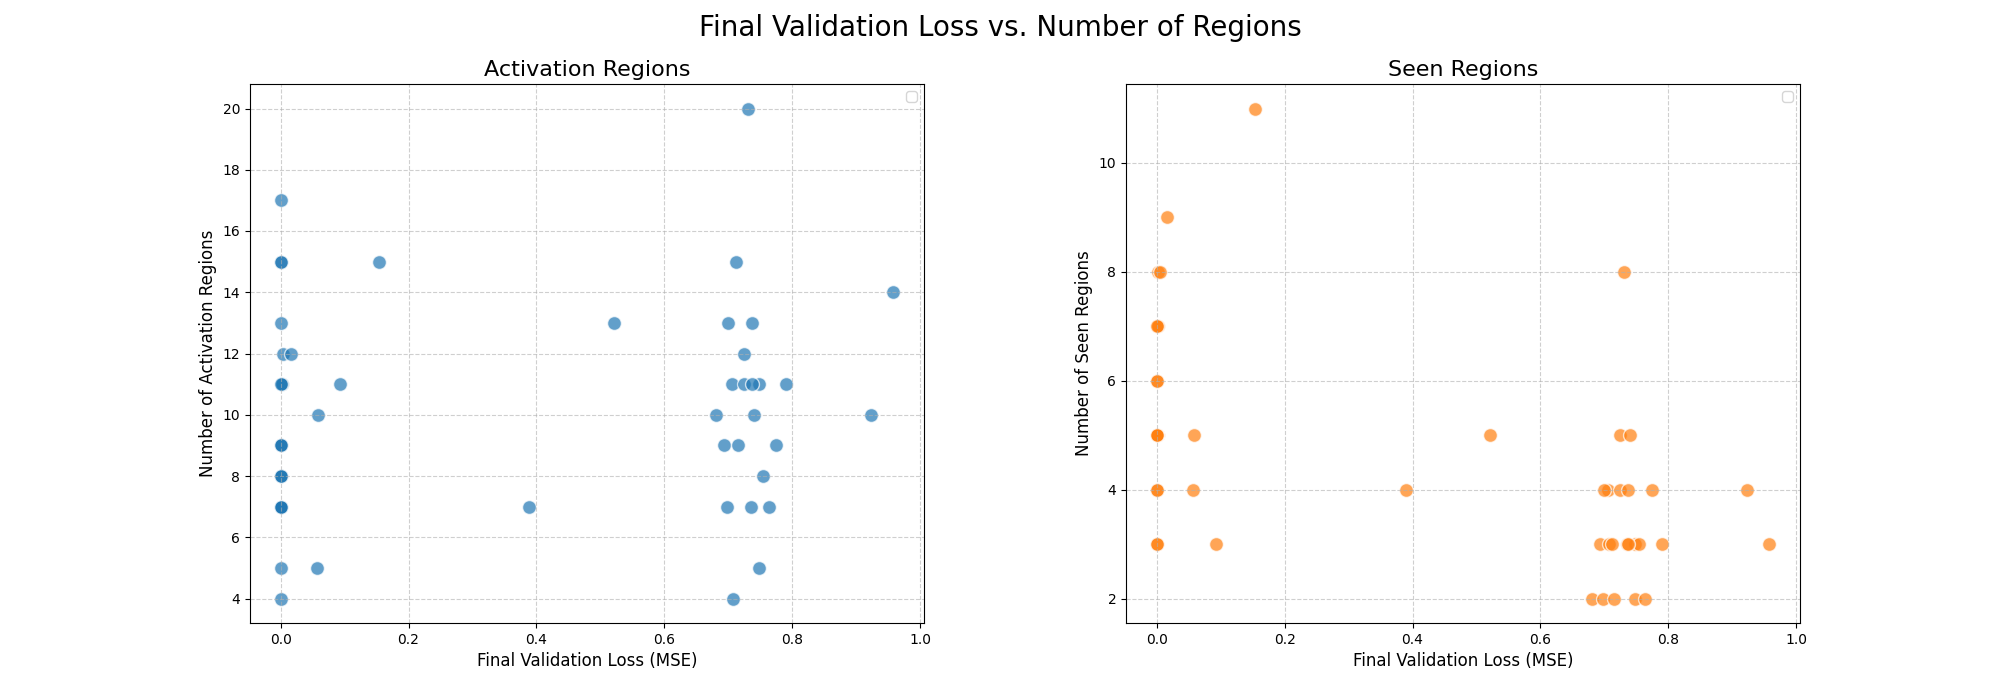 Final Validation Loss vs. Number of Regions
Activation Regions
20
18
16
14
12
10
8
6
4
Number of Activation Regions
0.0 0.2 0.4 0.6 0.8 1.0
Final Validation Loss (MSE)
Seen Regions
10
8
6
4
2
Number of Seen Regions
0.0 0.2 0.4 0.6 0.8 1.0
Final Validation Loss (MSE)